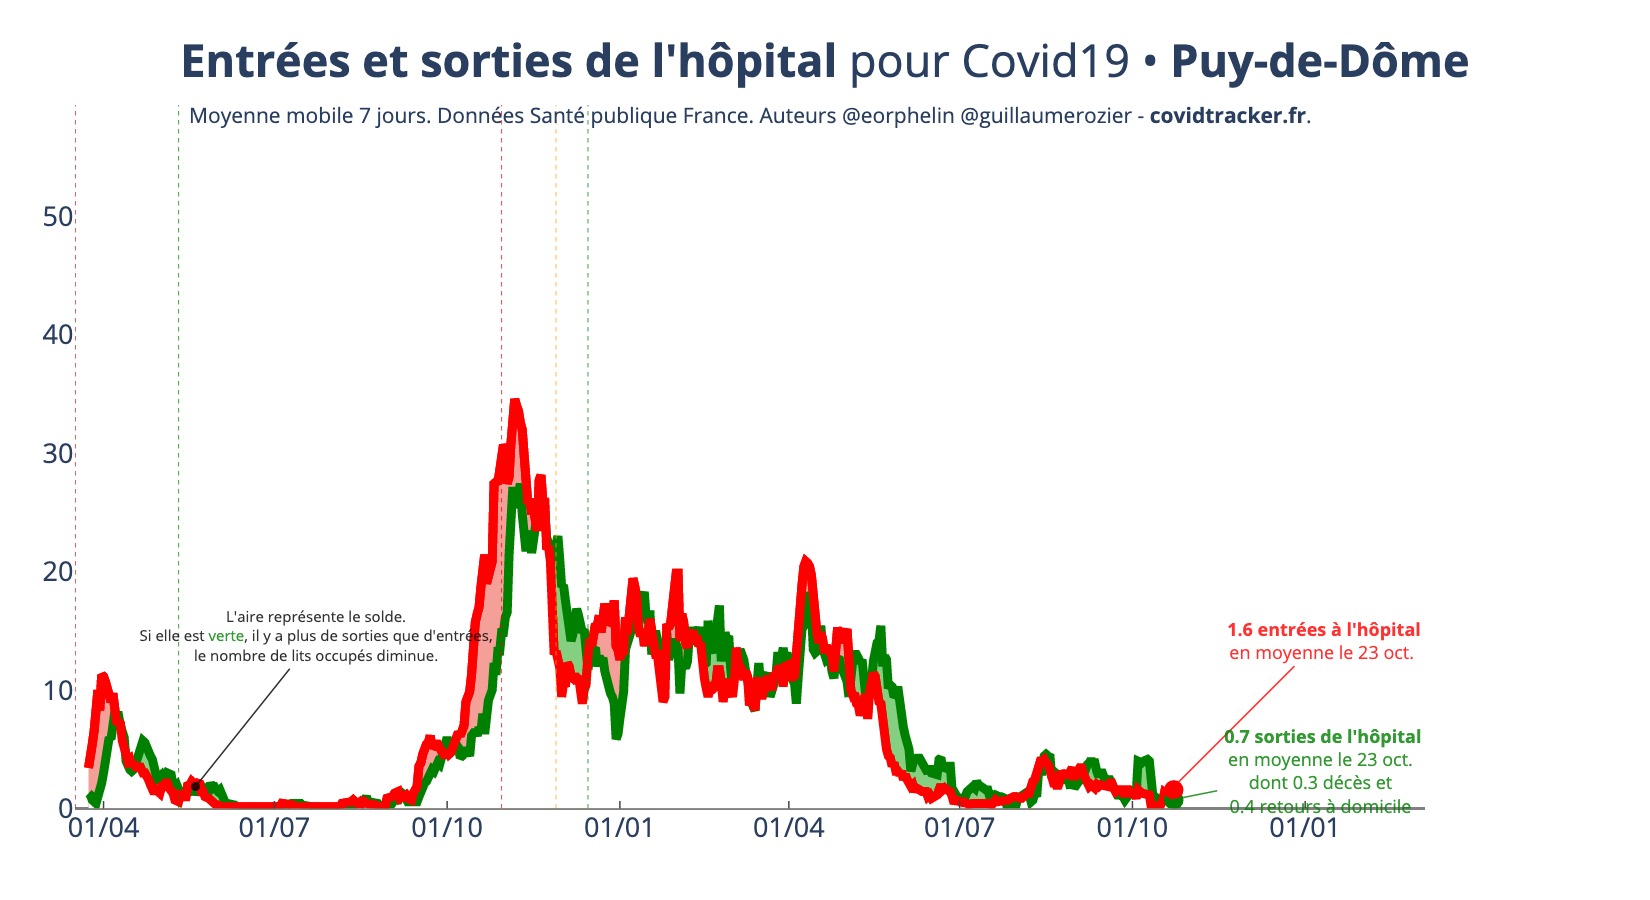 Entrées et sorties de l'hôpital pour Covid19 • Puy-de-Dôme
Moyenne mobile 7 jours. Données Santé publique France. Auteurs @eorphelin @guillaumerozier - covidtracker.fr.
50
40
30
20
10
0
L'aire représente le solde.
Si elle est verte, il y a plus de sorties que d'entrées,
le nombre de lits occupés diminue.
1.6 entrées à l'hôpital
en moyenne le 23 oct.
0.7 sorties de l'hôpital
en moyenne le 23 oct.
dont 0.3 décès et
0.4 retours à domicile
01/04 01/07 01/10 01/01 01/04 01/07 01/10 01/01